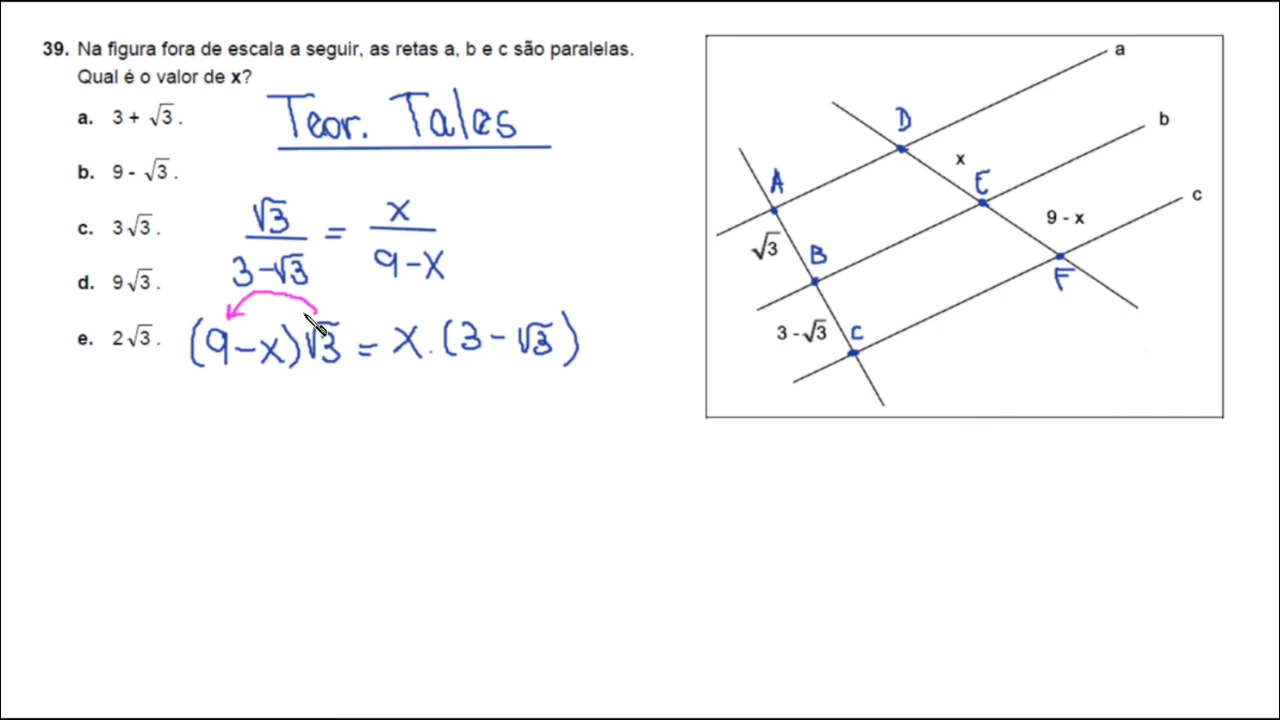 39. Na figura fora de escala a seguir, as retas a, b e c são paralelas.
Qual é o valor de x?
a. 3 + √3.
b. 9 - √3.
c. 3√3.
d. 9√3.
e. 2√3.
Teor. Tales
√3/(3-√3) = x/(9-x)
(9-x)√3 = x.(3-√3)
a
b
c
D
x
E
9 - x
F
A
√3
B
3 - √3
C